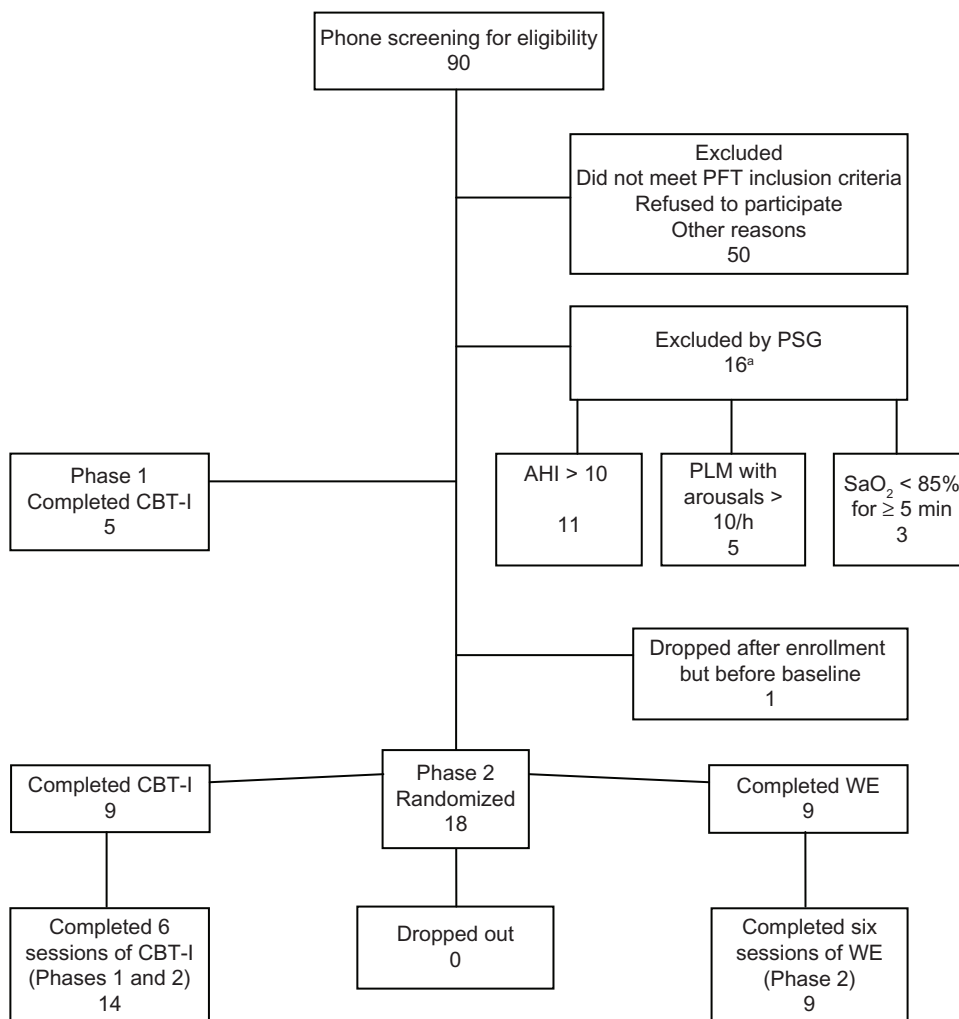 Phone screening for eligibility
90
Excluded
Did not meet PFT inclusion criteria
Refused to participate
Other reasons
50
Excluded by PSG
16ᵃ
Phase 1
Completed CBT-I
5
AHI > 10
11
PLM with
arousals >
10/h
5
SaO₂ < 85%
for ≥ 5 min
3
Dropped after enrollment
but before baseline
1
Completed CBT-I
9
Phase 2
Randomized
18
Completed WE
9
Completed 6
sessions of CBT-I
(Phases 1 and 2)
14
Dropped out
0
Completed six
sessions of WE
(Phase 2)
9